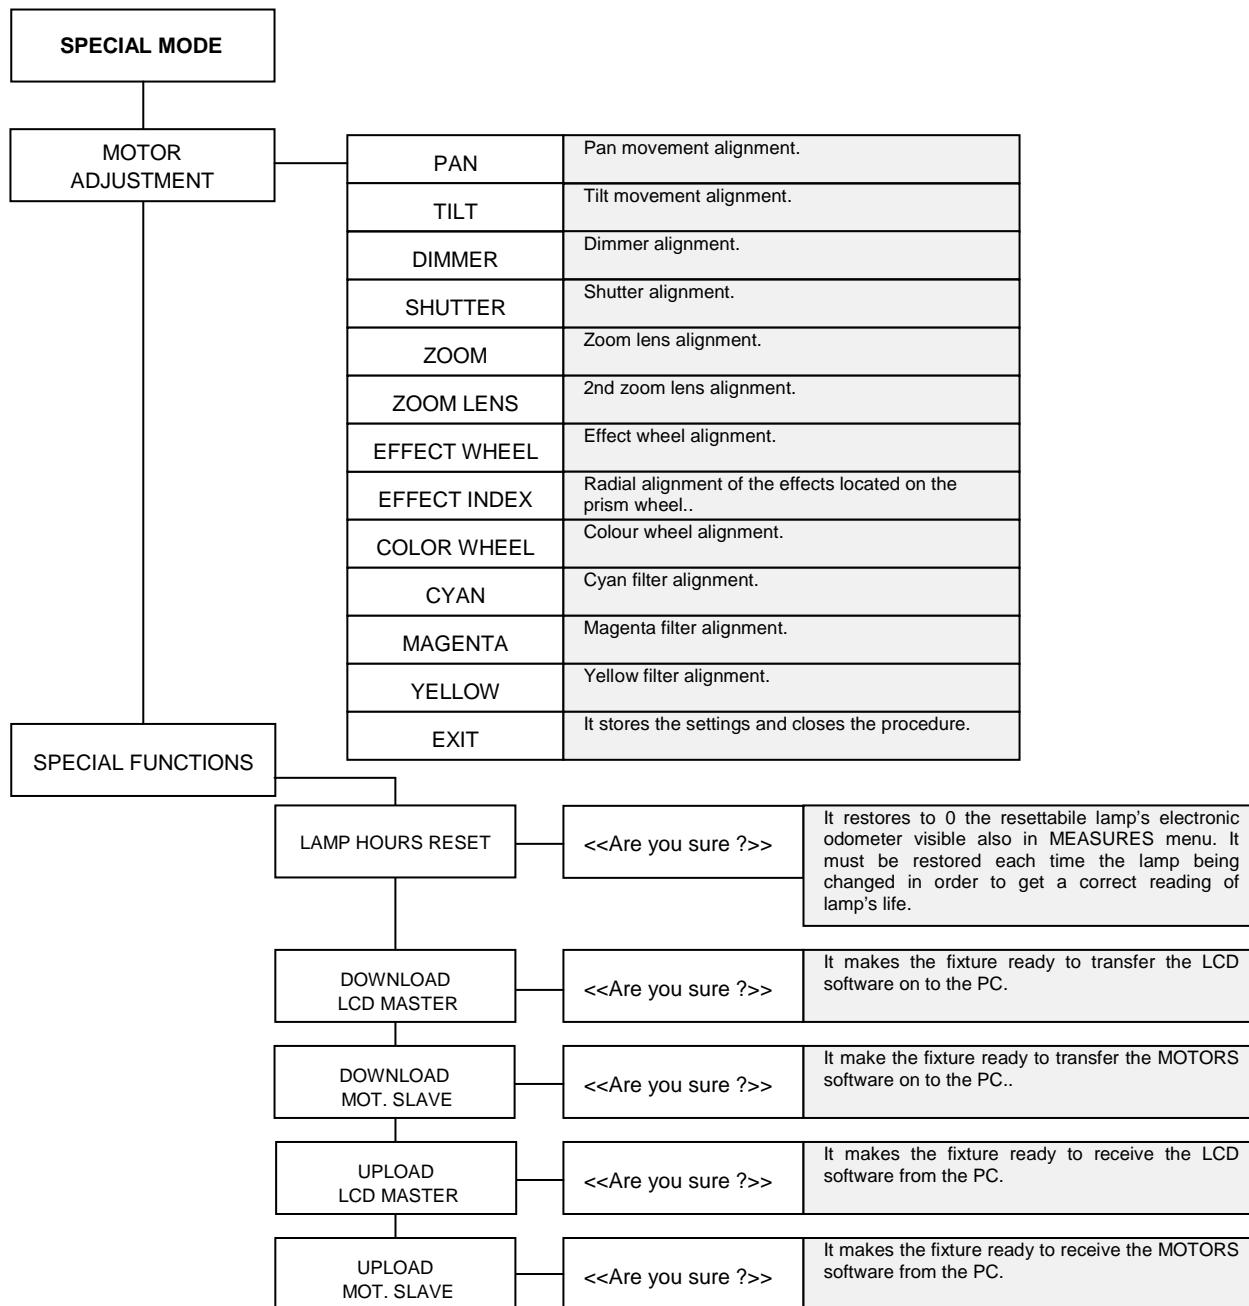 SPECIAL MODE
MOTOR
ADJUSTMENT
PAN
Pan movement alignment.
TILT
Tilt movement alignment.
DIMMER
Dimmer alignment.
SHUTTER
Shutter alignment.
ZOOM
Zoom lens alignment.
ZOOM LENS
2nd zoom lens alignment.
EFFECT WHEEL
Effect wheel alignment.
EFFECT INDEX
Radial alignment of the effects located on the
prism wheel..
COLOR WHEEL
Colour wheel alignment.
CYAN
Cyan filter alignment.
MAGENTA
Magenta filter alignment.
YELLOW
Yellow filter alignment.
EXIT
It stores the settings and closes the procedure.
SPECIAL FUNCTIONS
LAMP HOURS RESET
<<Are you sure ?>>
It restores to 0 the resettabile lamp's electronic
odometer visible also in MEASURES menu. It
must be restored each time the lamp being
changed in order to get a correct reading of
lamp's life.
DOWNLOAD
LCD MASTER
<<Are you sure ?>>
It makes the fixture ready to transfer the LCD
software on to the PC.
DOWNLOAD
MOT. SLAVE
<<Are you sure ?>>
It make the fixture ready to transfer the MOTORS
software on to the PC..
UPLOAD
LCD MASTER
<<Are you sure ?>>
It makes the fixture ready to receive the LCD
software from the PC.
UPLOAD
MOT. SLAVE
<<Are you sure ?>>
It makes the fixture ready to receive the MOTORS
software from the PC.